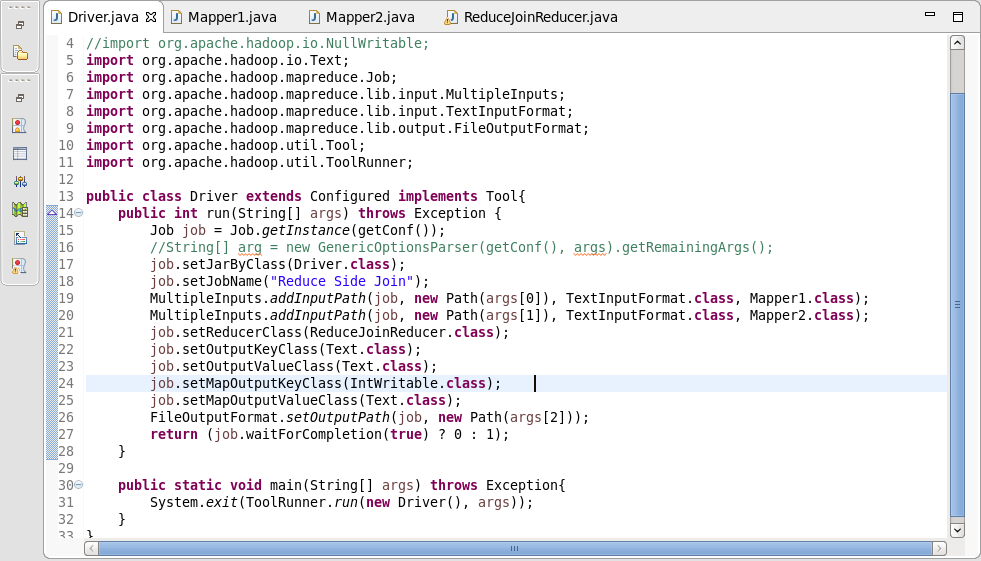 Driver.java Mapper1.java Mapper2.java ReduceJoinReducer.java
4 //import org.apache.hadoop.io.NullWritable;
5 import org.apache.hadoop.io.Text;
6 import org.apache.hadoop.mapreduce.Job;
7 import org.apache.hadoop.mapreduce.lib.input.MultipleInputs;
8 import org.apache.hadoop.mapreduce.lib.input.TextInputFormat;
9 import org.apache.hadoop.mapreduce.lib.output.FileOutputFormat;
10 import org.apache.hadoop.util.Tool;
11 import org.apache.hadoop.util.ToolRunner;
12
13 public class Driver extends Configured implements Tool{
14     public int run(String[] args) throws Exception {
15         Job job = Job.getInstance(getConf());
16         //String[] arg = new GenericOptionsParser(getConf(), args).getRemainingArgs();
17         job.setJarByClass(Driver.class);
18         job.setJobName("Reduce Side Join");
19         MultipleInputs.addInputPath(job, new Path(args[0]), TextInputFormat.class, Mapper1.class);
20         MultipleInputs.addInputPath(job, new Path(args[1]), TextInputFormat.class, Mapper2.class);
21         job.setReducerClass(ReduceJoinReducer.class);
22         job.setOutputKeyClass(Text.class);
23         job.setOutputValueClass(Text.class);
24         job.setMapOutputKeyClass(IntWritable.class);
25         job.setMapOutputValueClass(Text.class);
26         FileOutputFormat.setOutputPath(job, new Path(args[2]));
27         return (job.waitForCompletion(true) ? 0 : 1);
28     }
29
30     public static void main(String[] args) throws Exception{
31         System.exit(ToolRunner.run(new Driver(), args));
32     }
33 }